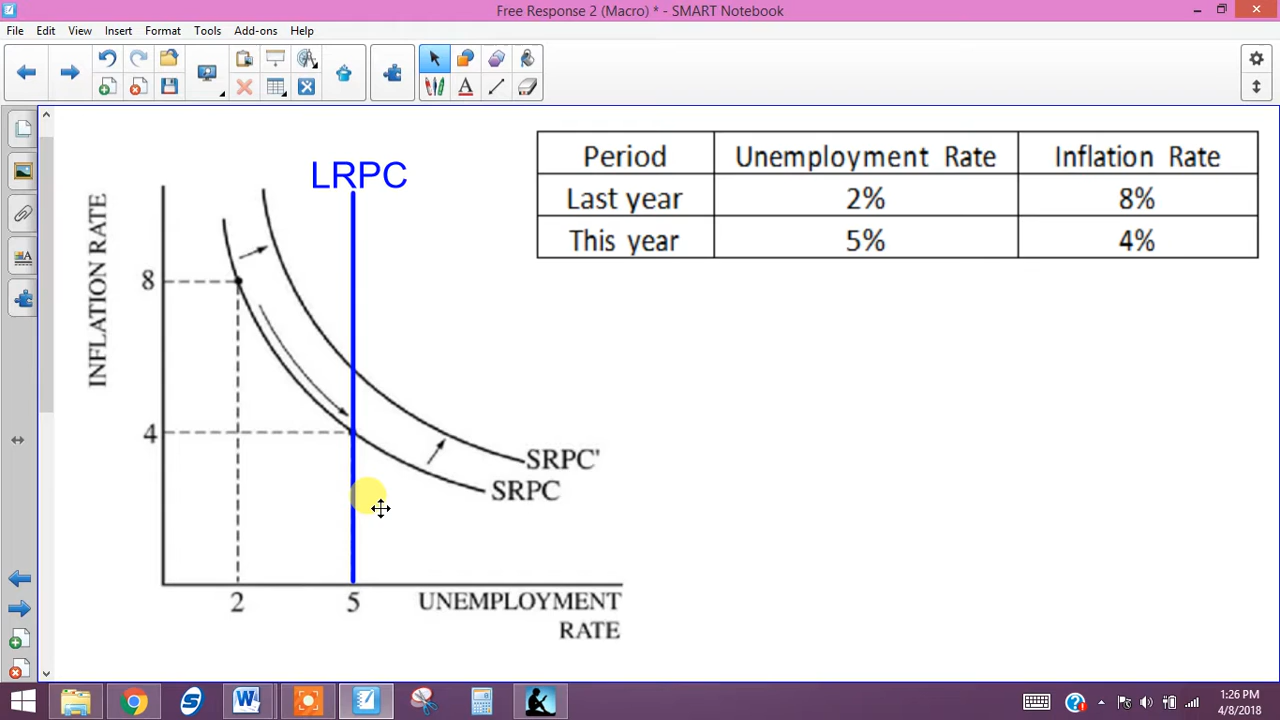 Free Response 2 (Macro) * - SMART Notebook
File Edit View Insert Format Tools Add-ons Help
LRPC
INFLATION RATE
8
4
SRPC'
SRPC
2 5 UNEMPLOYMENT
RATE
Period Unemployment Rate Inflation Rate
Last year 2% 8%
This year 5% 4%
1:26 PM
4/8/2018